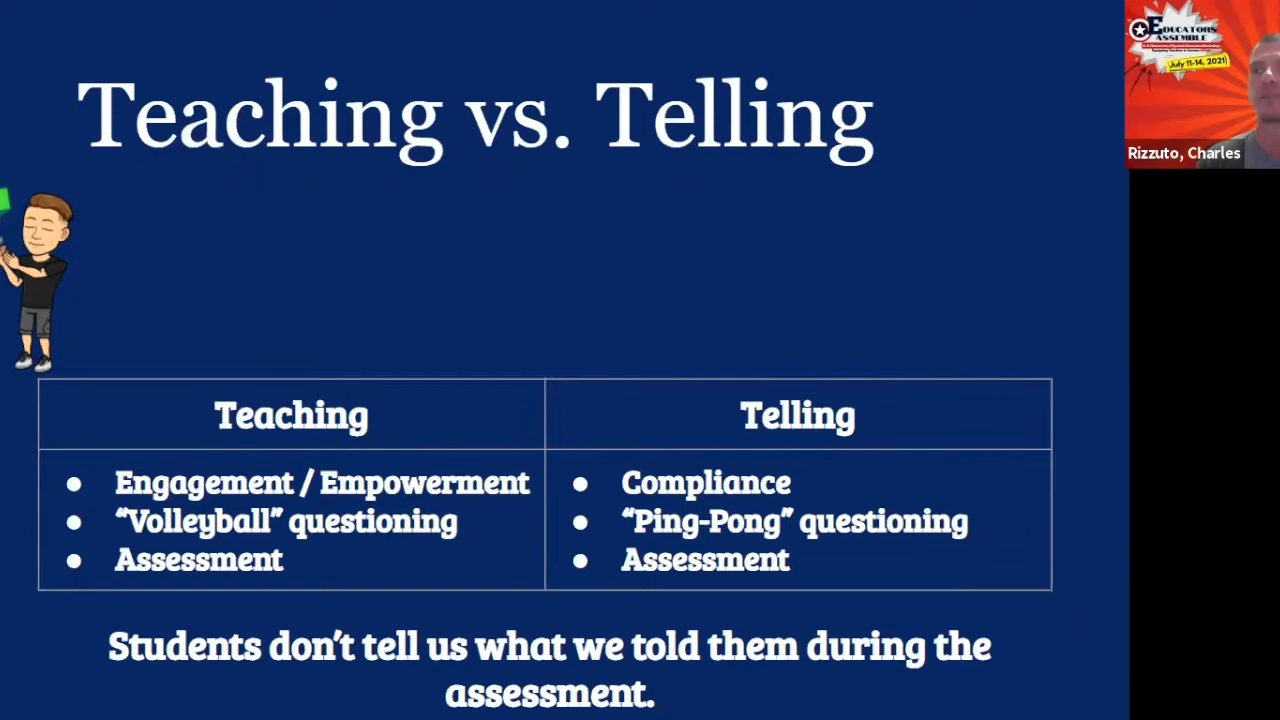 Teaching vs. Telling
EDUCATORS
ASSEMBLE
July 11-14, 2021
Rizzuto, Charles
Teaching
Telling
● Engagement / Empowerment
● “Volleyball” questioning
● Assessment
● Compliance
● “Ping-Pong” questioning
● Assessment
Students don’t tell us what we told them during the
assessment.